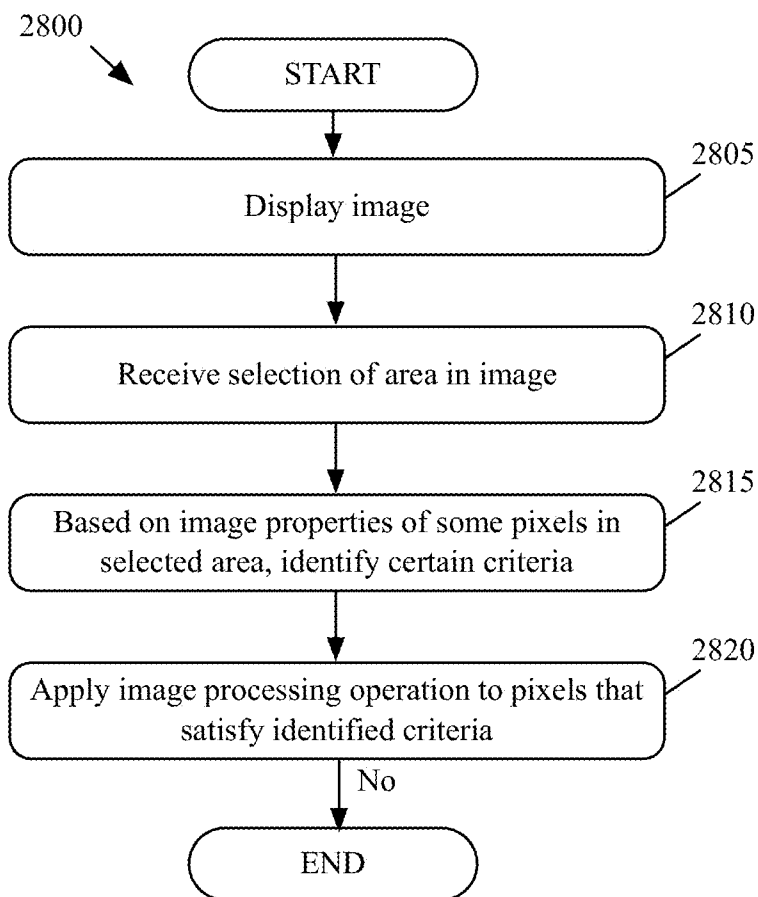 2800
START
2805
Display image
2810
Receive selection of area in image
2815
Based on image properties of some pixels in
selected area, identify certain criteria
2820
Apply image processing operation to pixels that
satisfy identified criteria
No
END